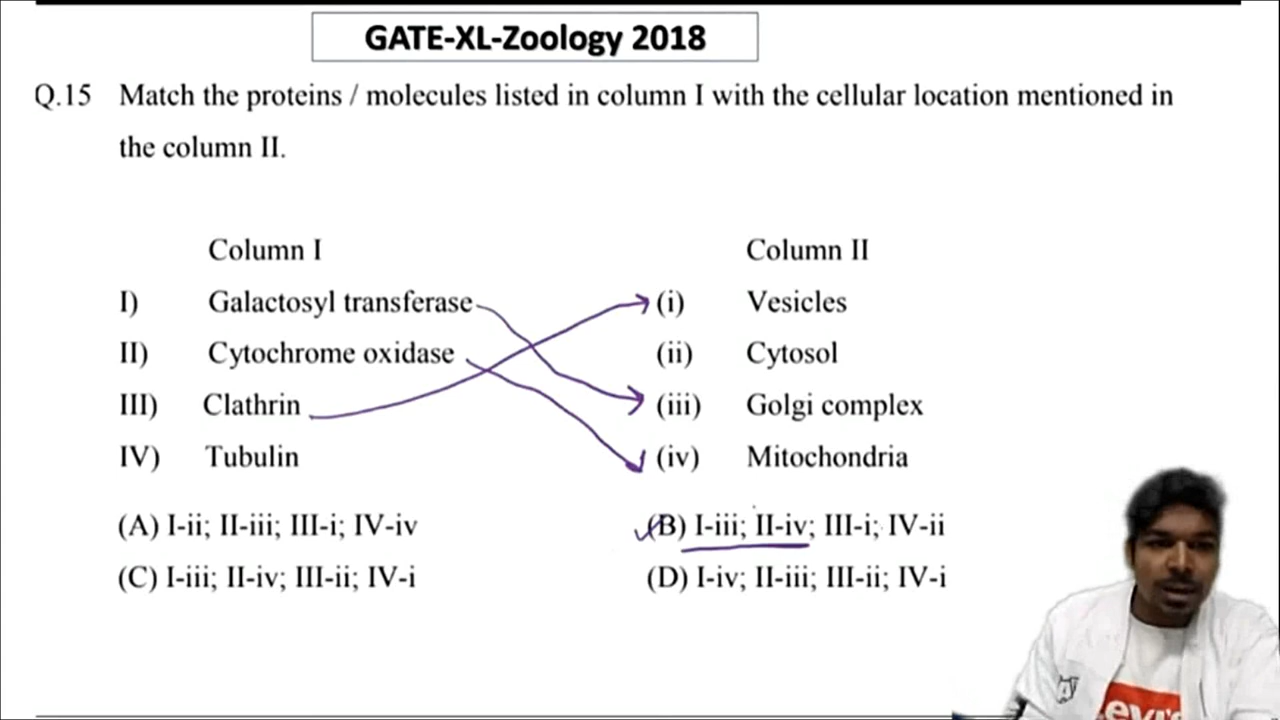 GATE-XL-Zoology 2018
Q.15 Match the proteins / molecules listed in column I with the cellular location mentioned in
the column II.
Column I Column II
I) Galactosyl transferase (i) Vesicles
II) Cytochrome oxidase (ii) Cytosol
III) Clathrin (iii) Golgi complex
IV) Tubulin (iv) Mitochondria
(A) I-ii; II-iii; III-i; IV-iv (B) I-iii; II-iv; III-i; IV-ii
(C) I-iii; II-iv; III-ii; IV-i (D) I-iv; II-iii; III-ii; IV-i